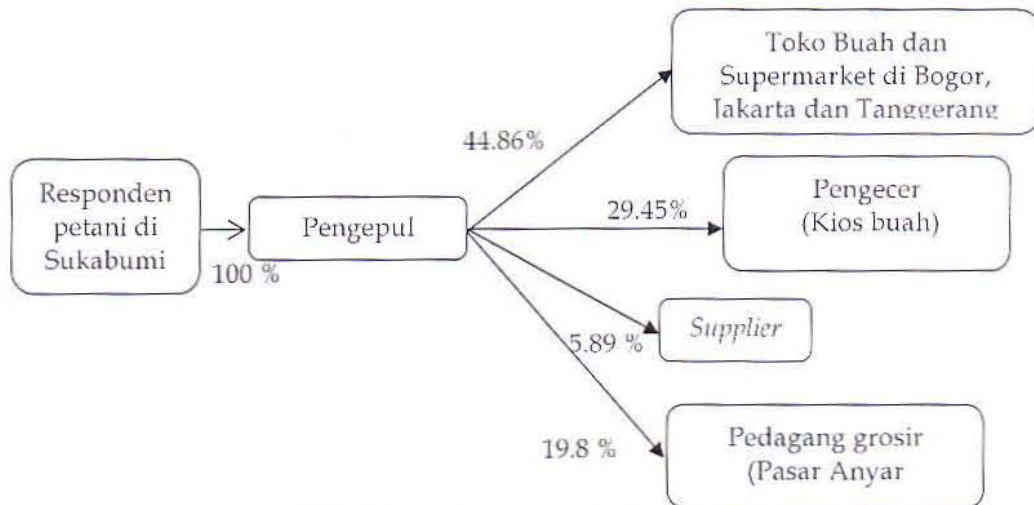 Toko Buah dan
Supermarket di Bogor,
Jakarta dan Tanggerang
44.86%
Responden
petani di
Sukabumi
100 %
Pengepul
29.45%
Pengecer
(Kios buah)
Supplier
5.89 %
19.8 %
Pedagang grosir
(Pasar Anyar